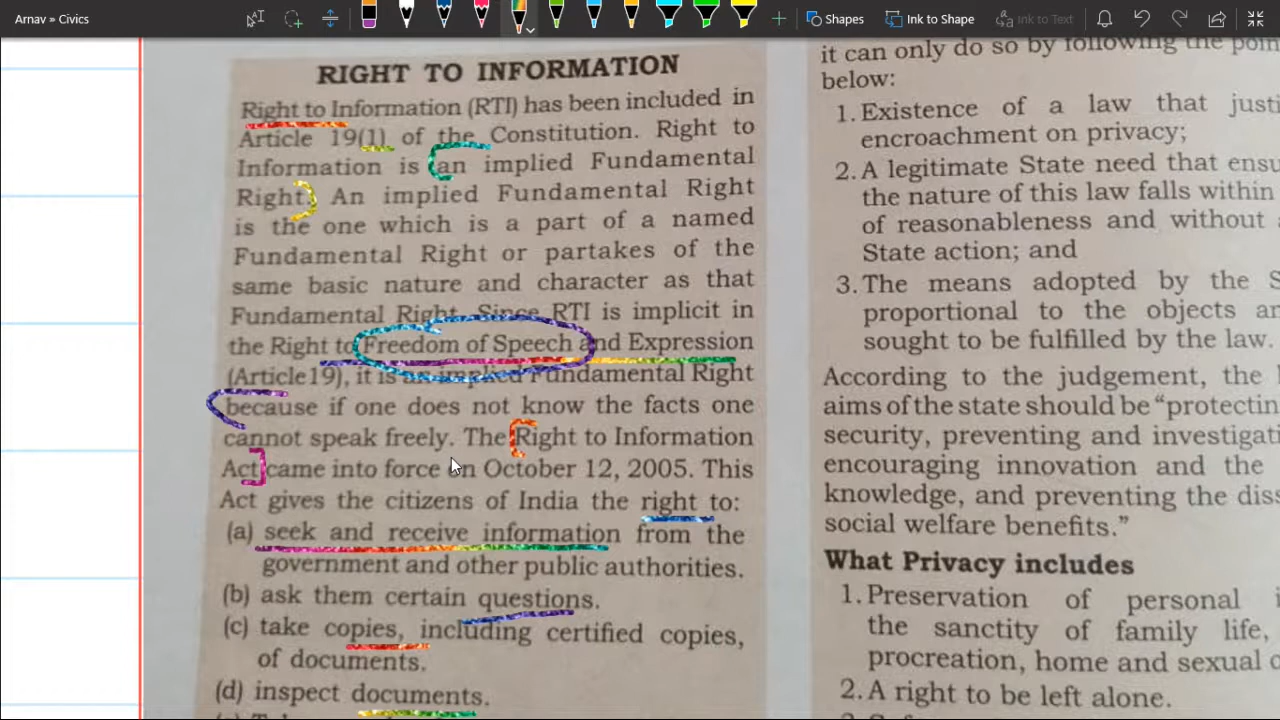 Arnav » Civics
Shapes
Ink to Shape
Ink to Text
RIGHT TO INFORMATION
Right to Information (RTI) has been included in
Article 19(1) of the Constitution. Right to
Information is an implied Fundamental
Right. An implied Fundamental Right
is the one which is a part of a named
Fundamental Right or partakes of the
same basic nature and character as that
Fundamental Right. Since RTI is implicit in
the Right to Freedom of Speech and Expression
(Article19), it is an implied Fundamental Right
because if one does not know the facts one
cannot speak freely. The Right to Information
Act came into force on October 12, 2005. This
Act gives the citizens of India the right to:
(a) seek and receive information from the
government and other public authorities.
(b) ask them certain questions.
(c) take copies, including certified copies,
of documents.
(d) inspect documents.
it can only do so by following the
below:
1. Existence of a law that
encroachment on privacy;
2. A legitimate State need that
the nature of this law falls within
of reasonableness and without
State action; and
3. The means adopted by the
proportional to the objects
sought to be fulfilled by the law.
According to the judgement, the
aims of the state should be "protectin
security, preventing and investigati
encouraging innovation and the
knowledge, and preventing the
social welfare benefits."
What Privacy includes
1. Preservation of personal
the sanctity of family life,
procreation, home and sexual
2. A right to be left alone.